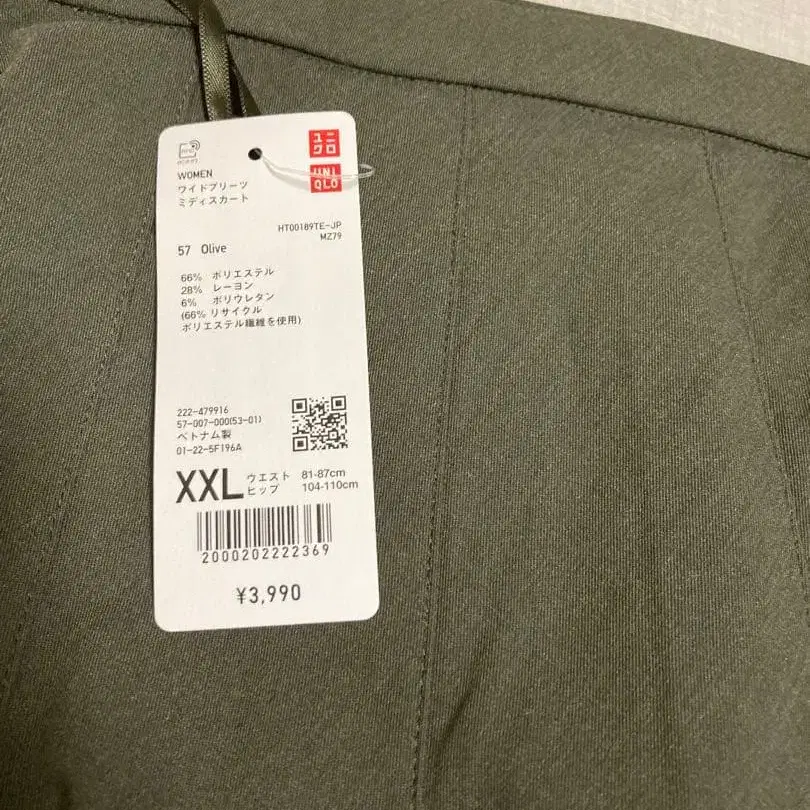 ユニ
クロ
UNI
QLO
WOMEN
ワイドプリーツ
ミディスカート
HT00189TE-JP
MZ79
57 Olive
66% ポリエステル
28% レーヨン
6% ポリウレタン
(66% リサイクル
ポリエステル繊維を使用)
222-479916
57-007-000(53-01)
ベトナム製
01-22-5F196A
XXL ウエスト 81-87cm
ヒップ 104-110cm
2000202222369
¥3,990